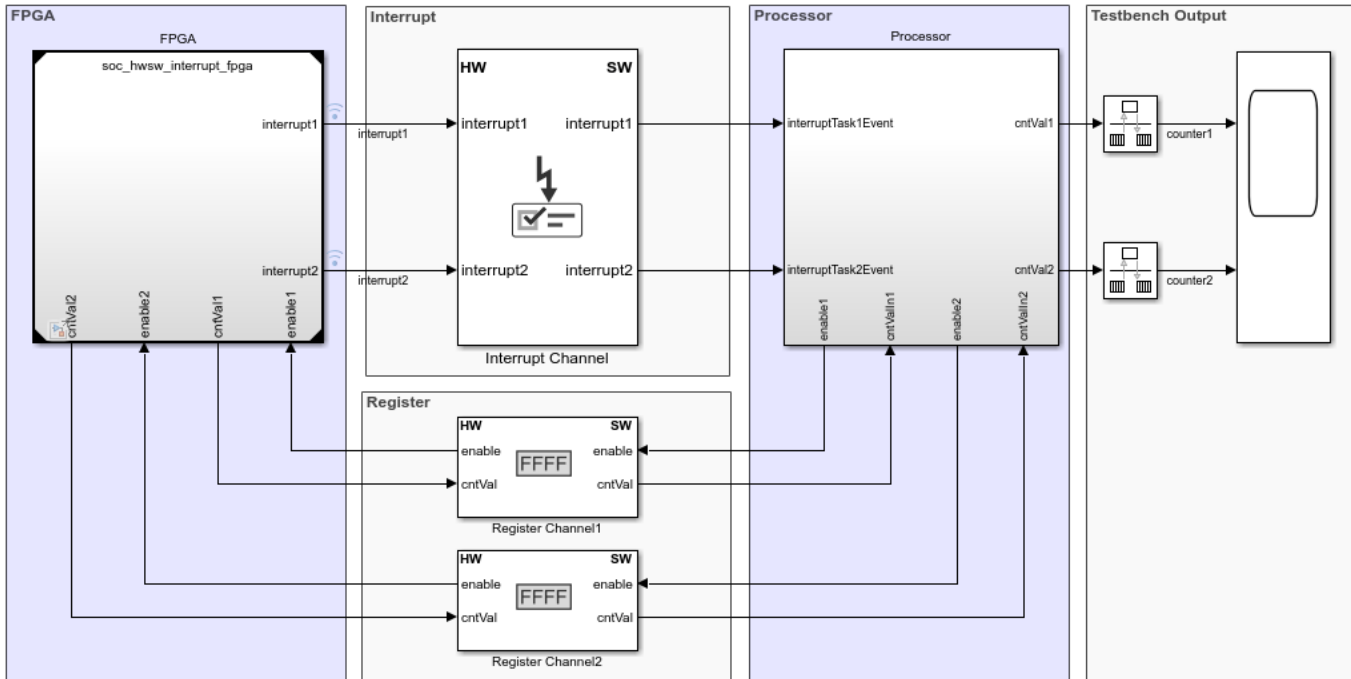 FPGA
FPGA
soc_hwsw_interrupt_fpga
interrupt1
interrupt2
cntVal2
enable2
cntVal1
enable1
interrupt1
interrupt2
Interrupt
HW SW
interrupt1 interrupt1
interrupt2 interrupt2
Interrupt Channel
Register
HW SW
enable FFFF enable
cntVal cntVal
Register Channel1
HW SW
enable FFFF enable
cntVal cntVal
Register Channel2
Processor
Processor
interruptTask1Event cntVal1
interruptTask2Event cntVal2
enable1
cntValIn1
enable2
cntValIn2
Testbench Output
counter1
counter2